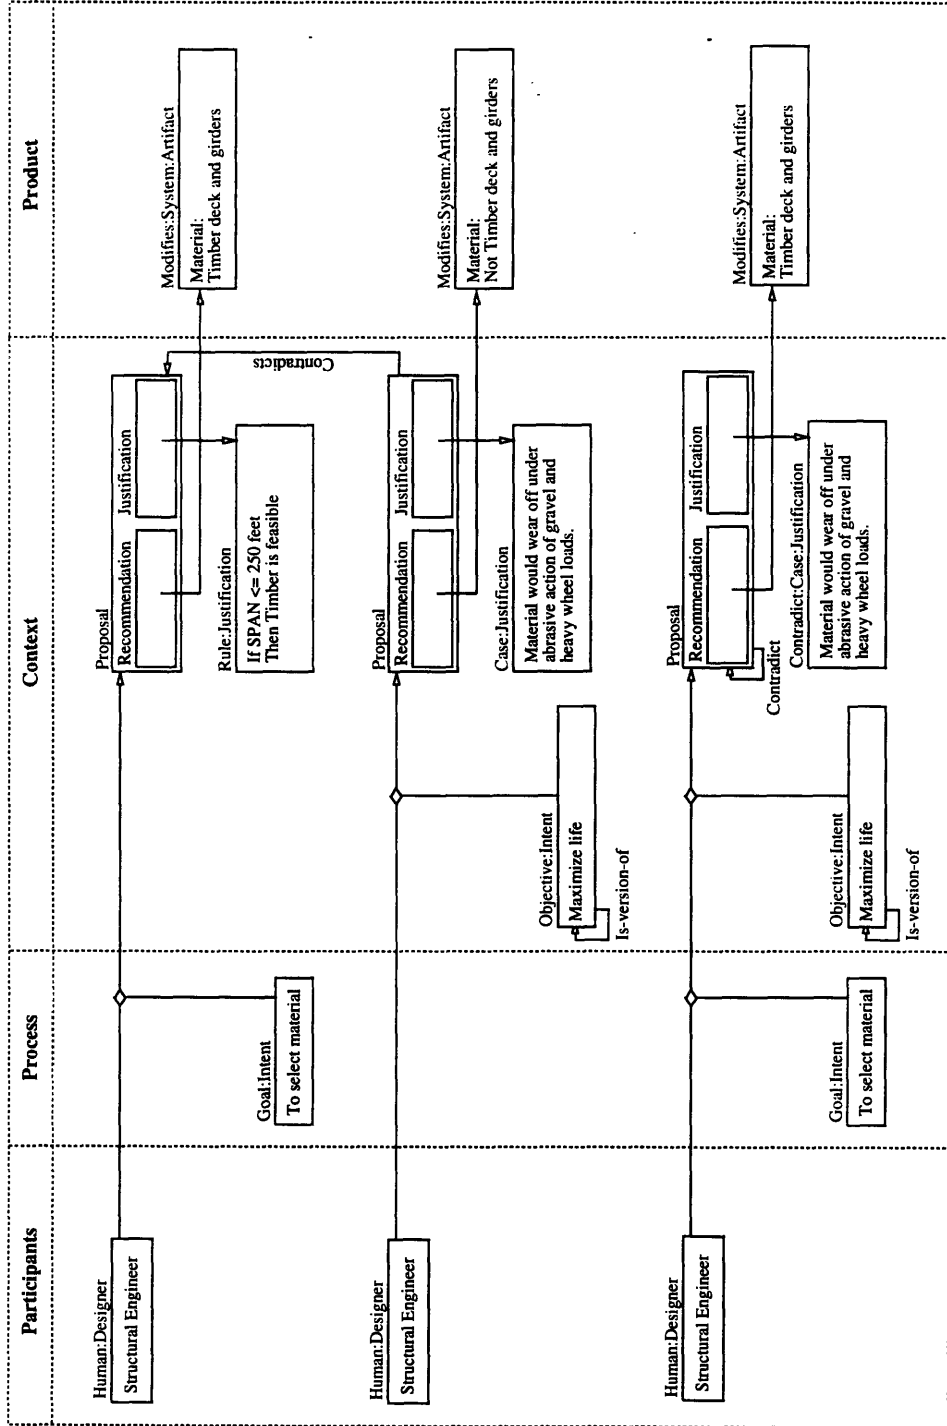 Participants
Process
Context
Product
Human:Designer
Structural Engineer
Goal:Intent
To select material
Proposal
Recommendation
Justification
Rule:Justification
If SPAN <= 250 feet
Then Timber is feasible
Modifies:System:Artifact
Material:
Timber deck and girders
Contradicts
Human:Designer
Structural Engineer
Objective:Intent
Maximize life
Is-version-of
Proposal
Recommendation
Justification
Case:Justification
Material would wear off under
abrasive action of gravel and
heavy wheel loads.
Modifies:System:Artifact
Material:
Not Timber deck and girders
Human:Designer
Structural Engineer
Goal:Intent
To select material
Objective:Intent
Maximize life
Is-version-of
Proposal
Recommendation
Justification
Contradict
Contradict:Case:Justification
Material would wear off under
abrasive action of gravel and
heavy wheel loads.
Modifies:System:Artifact
Material:
Timber deck and girders